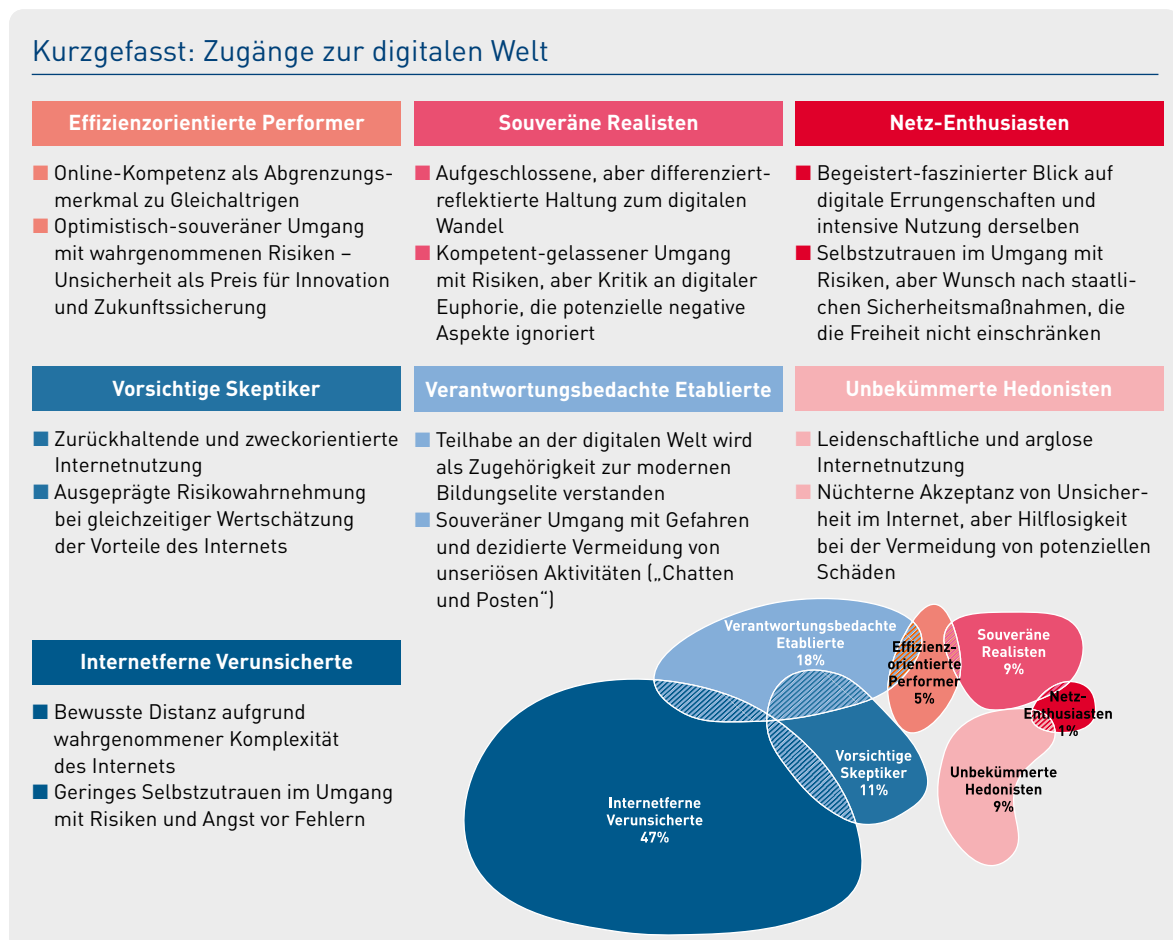 Kurzgefasst: Zugänge zur digitalen Welt
Effizienzorientierte Performer
Online-Kompetenz als Abgrenzungs-
merkmal zu Gleichaltrigen
Optimistisch-souveräner Umgang
mit wahrgenommenen Risiken –
Unsicherheit als Preis für Innovation
und Zukunftssicherung
Souveräne Realisten
Aufgeschlossene, aber differenziert-
reflektierte Haltung zum digitalen
Wandel
Kompetent-gelassener Umgang
mit Risiken, aber Kritik an digitaler
Euphorie, die potenzielle negative
Aspekte ignoriert
Netz-Enthusiasten
Begeistert-faszinierter Blick auf
digitale Errungenschaften und
intensive Nutzung derselben
Selbstzutrauen im Umgang mit
Risiken, aber Wunsch nach staatli-
chen Sicherheitsmaßnahmen, die
die Freiheit nicht einschränken
Vorsichtige Skeptiker
Zurückhaltende und zweckorientierte
Internetnutzung
Ausgeprägte Risikowahrnehmung
bei gleichzeitiger Wertschätzung
der Vorteile des Internets
Verantwortungsbedachte Etablierte
Teilhabe an der digitalen Welt wird
als Zugehörigkeit zur modernen
Bildungselite verstanden
Souveräner Umgang mit Gefahren
und dezidierte Vermeidung von
unseriösen Aktivitäten („Chatten
und Posten“)
Unbekümmerte Hedonisten
Leidenschaftliche und arglose
Internetnutzung
Nüchterne Akzeptanz von Unsicher-
heit im Internet, aber Hilflosigkeit
bei der Vermeidung von potenziellen
Schäden
Internetferne Verunsicherte
Bewusste Distanz aufgrund
wahrgenommener Komplexität
des Internets
Geringes Selbstzutrauen im Umgang
mit Risiken und Angst vor Fehlern
Verantwortungsbedachte
Etablierte
18%
Effizienz-
orientierte
Performer
5%
Souveräne
Realisten
9%
Netz-
Enthusiasten
1%
Vorsichtige
Skeptiker
11%
Unbekümmerte
Hedonisten
9%
Internetferne
Verunsicherte
47%